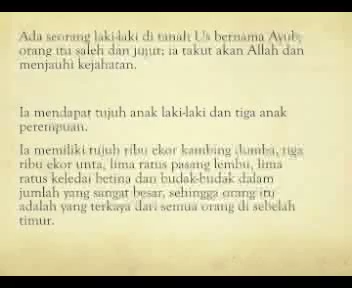 Ada seorang laki-laki di tanah Us bernama Ayub;
orang itu saleh dan jujur; ia takut akan Allah dan
menjauhi kejahatan.
Ia mendapat tujuh anak laki-laki dan tiga anak
perempuan.
Ia memiliki tujuh ribu ekor kambing domba, tiga
ribu ekor unta, lima ratus pasang lembu, lima
ratus keledai betina dan budak-budak dalam
jumlah yang sangat besar, sehingga orang itu
adalah yang terkaya dari semua orang di sebelah
timur.